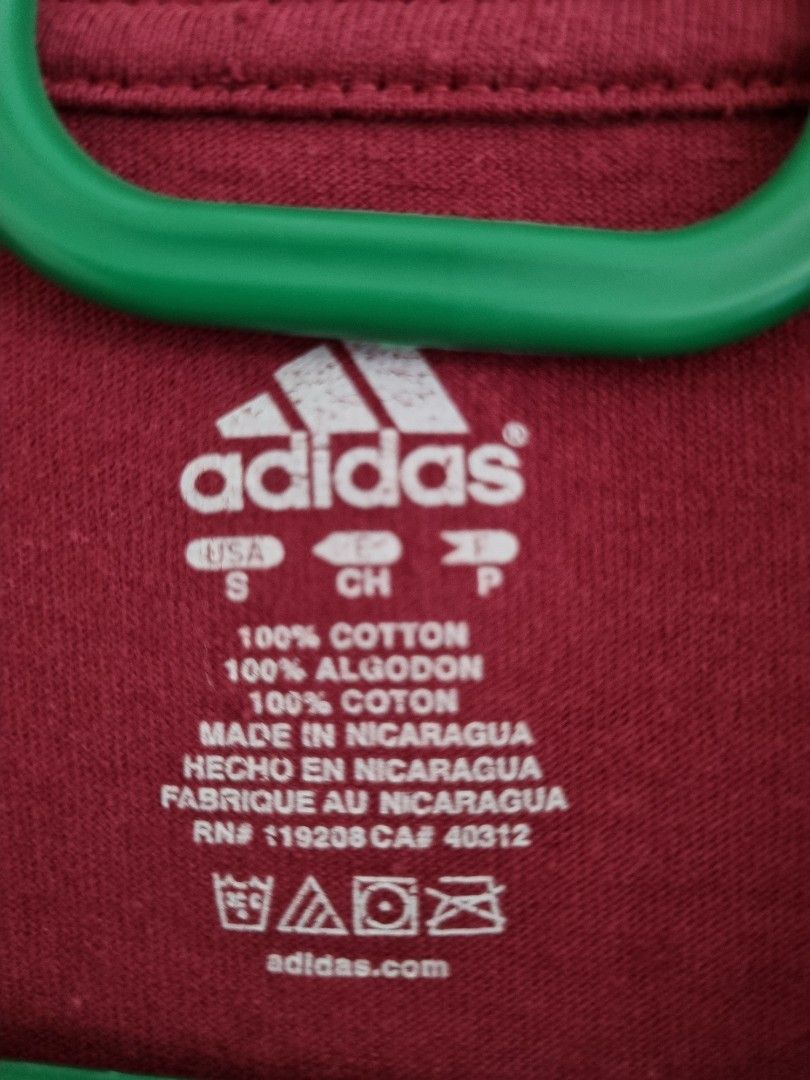 adidas®
USA E F
S CH P
100% COTTON
100% ALGODON
100% COTON
MADE IN NICARAGUA
HECHO EN NICARAGUA
FABRIQUE AU NICARAGUA
RN# 119208 CA# 40312
adidas.com